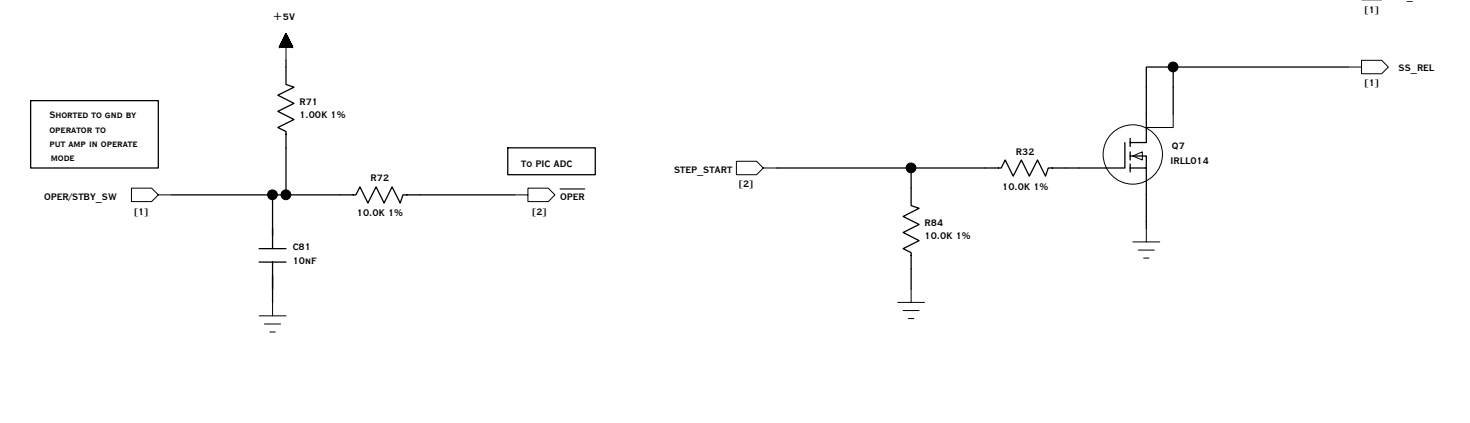 +5V
[1]
SS_REL
[1]
R71
1.00K 1%
SHORTED TO GND BY
OPERATOR TO
PUT AMP IN OPERATE
MODE
Q7
IRLL014
TO PIC ADC
R32
10.0K 1%
STEP_START
[2]
R72
10.0K 1%
OPER/STBY_SW
[1]
OPER
[2]
R84
10.0K 1%
C81
10NF